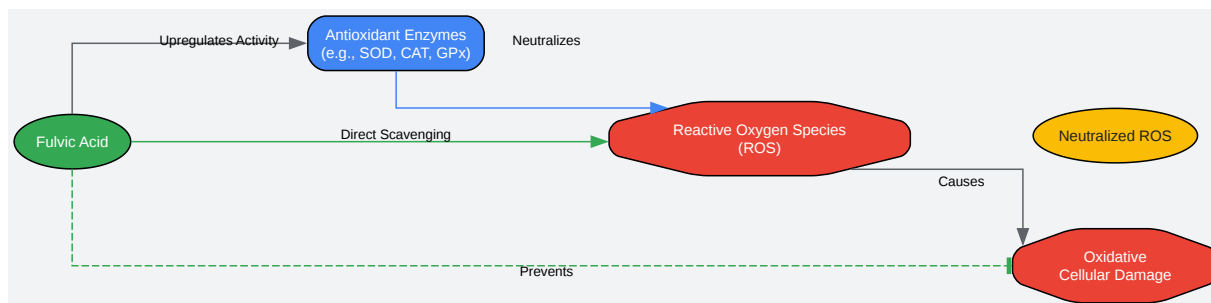 Upregulates Activity
Antioxidant Enzymes
(e.g., SOD, CAT, GPx)
Neutralizes
Fulvic Acid
Direct Scavenging
Reactive Oxygen Species
(ROS)
Neutralized ROS
Causes
Prevents
Oxidative
Cellular Damage